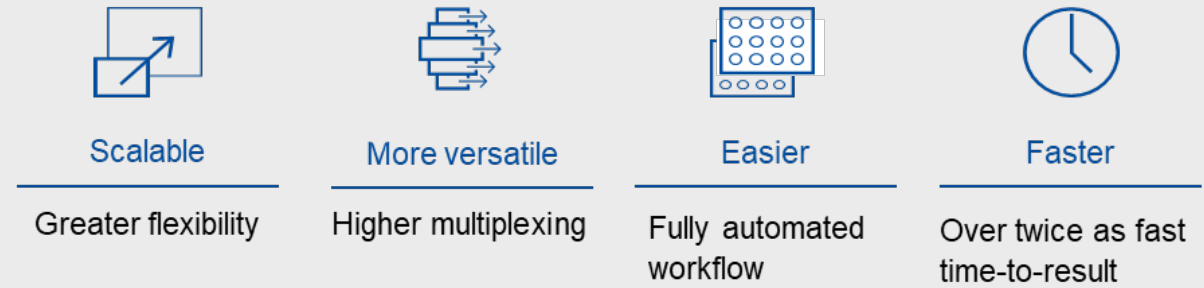 Scalable
More versatile
Easier
Faster
Greater flexibility
Higher multiplexing
Fully automated
workflow
Over twice as fast
time-to-result